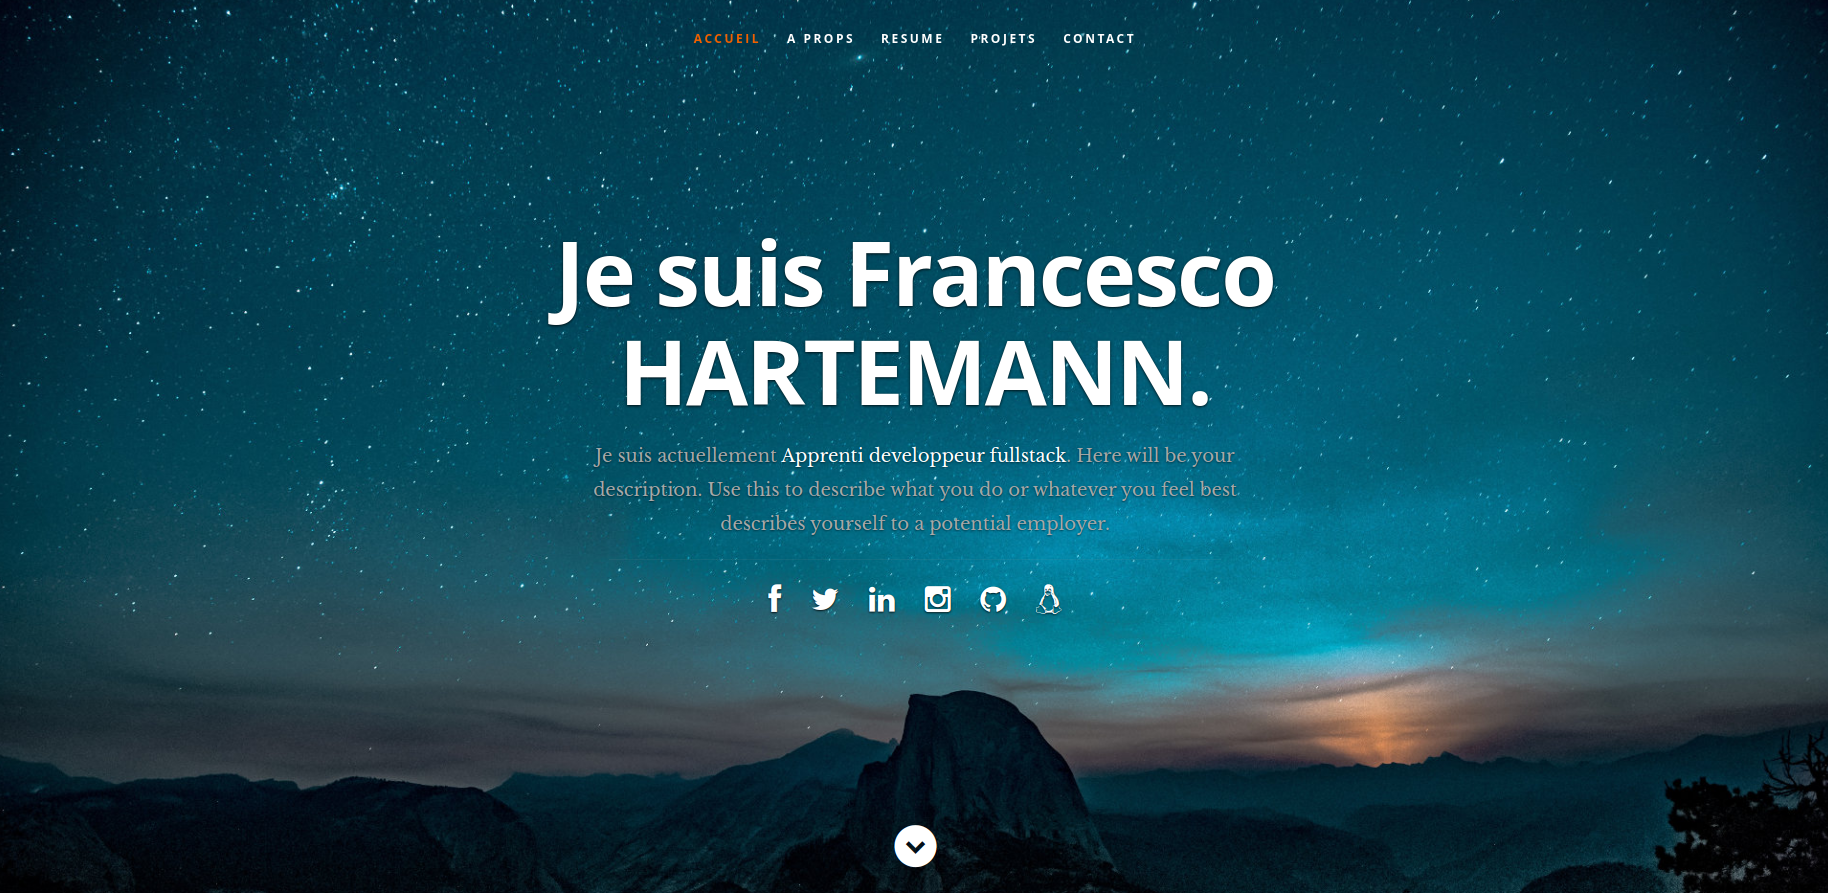 ACCUEIL A PROPS RESUME PROJETS CONTACT
Je suis Francesco
HARTEMANN.
Je suis actuellement Apprenti developpeur fullstack. Here will be your
description. Use this to describe what you do or whatever you feel best
describes yourself to a potential employer.